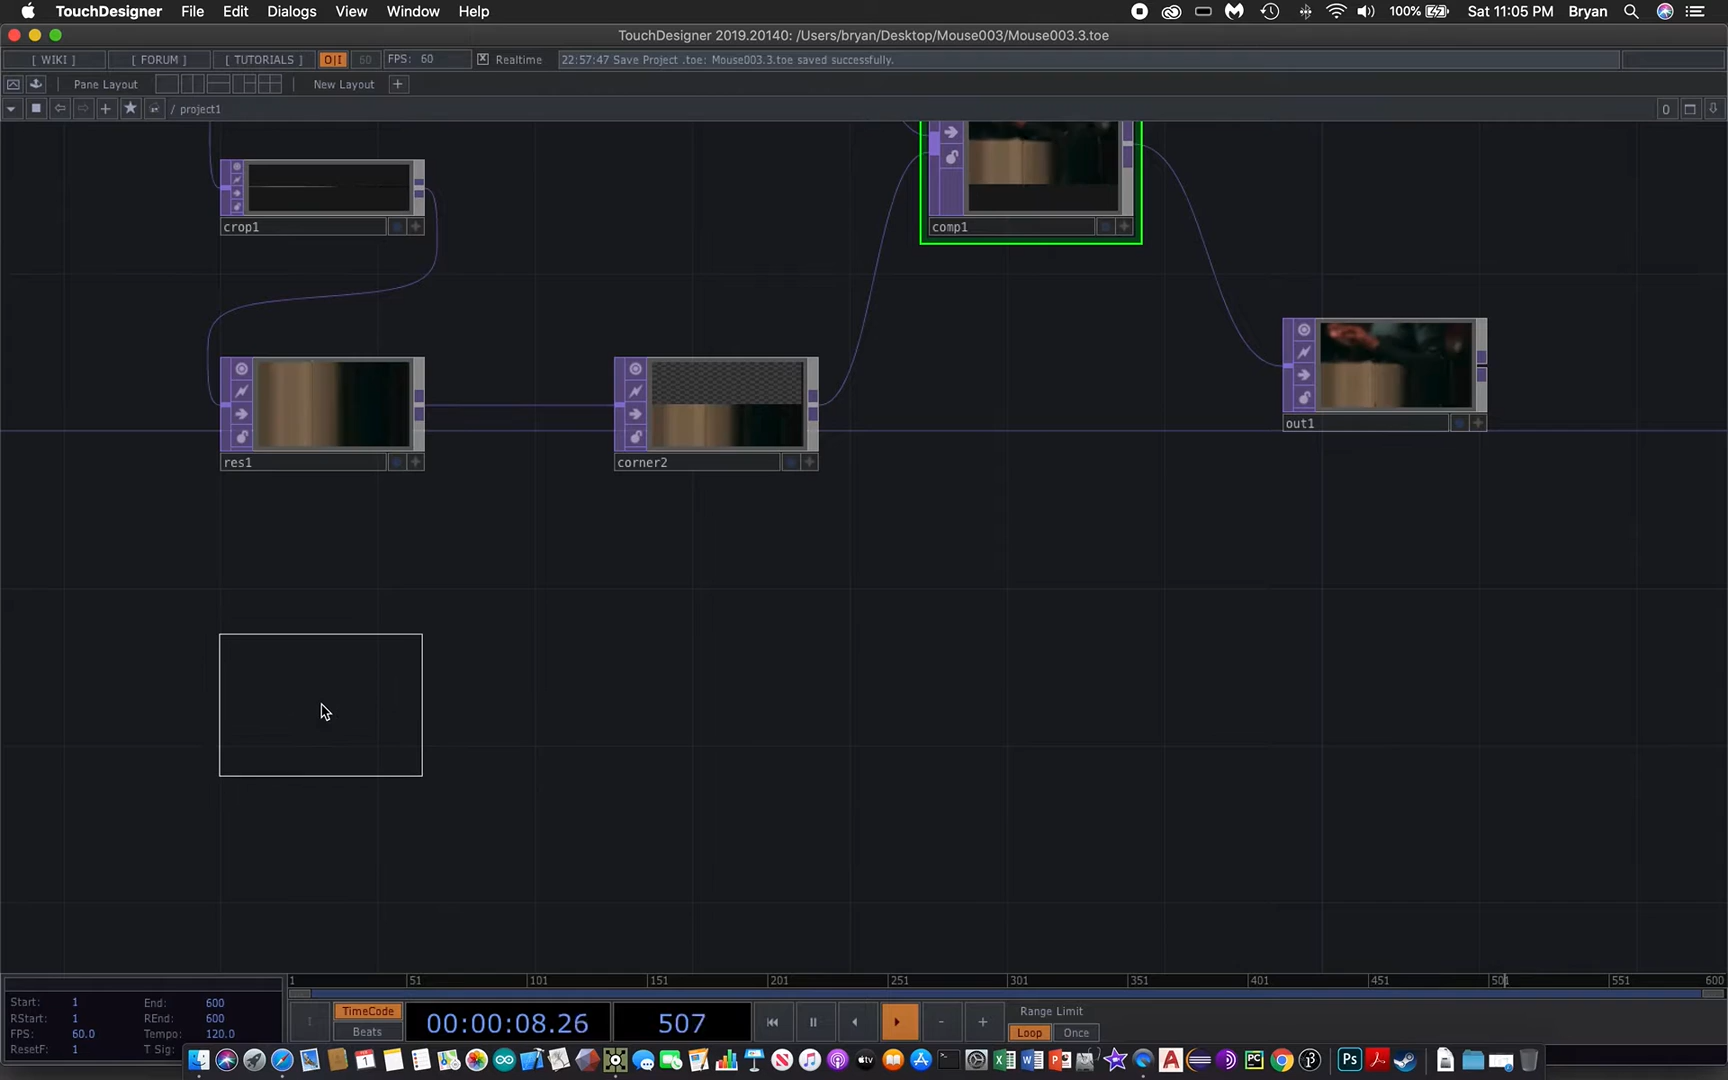 TouchDesigner File Edit Dialogs View Window Help 100% Sat 11:05 PM Bryan
TouchDesigner 2019.20140: /Users/bryan/Desktop/Mouse003/Mouse003.3.toe
[ WIKI ] [ FORUM ] [ TUTORIALS ] O|I 60 FPS: 60 Realtime 22:57:47 Save Project .toe: Mouse003.3.toe saved successfully.
Pane Layout New Layout +
/ project1 0
crop1
comp1
out1
res1
corner2
1 51 101 151 201 251 301 351 401 451 501 551 600
Start: 1 End: 600
RStart: 1 REnd: 600
FPS: 60.0 Tempo: 120.0
ResetF: 1 T Sig:
TimeCode
Beats
00:00:08.26 507
Range Limit
Loop Once